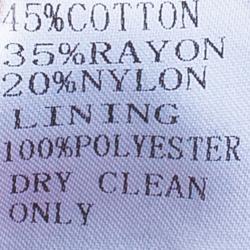 45%COTTON
35%RAYON
20%NYLON
LINING
100%POLYESTER
DRY CLEAN
ONLY